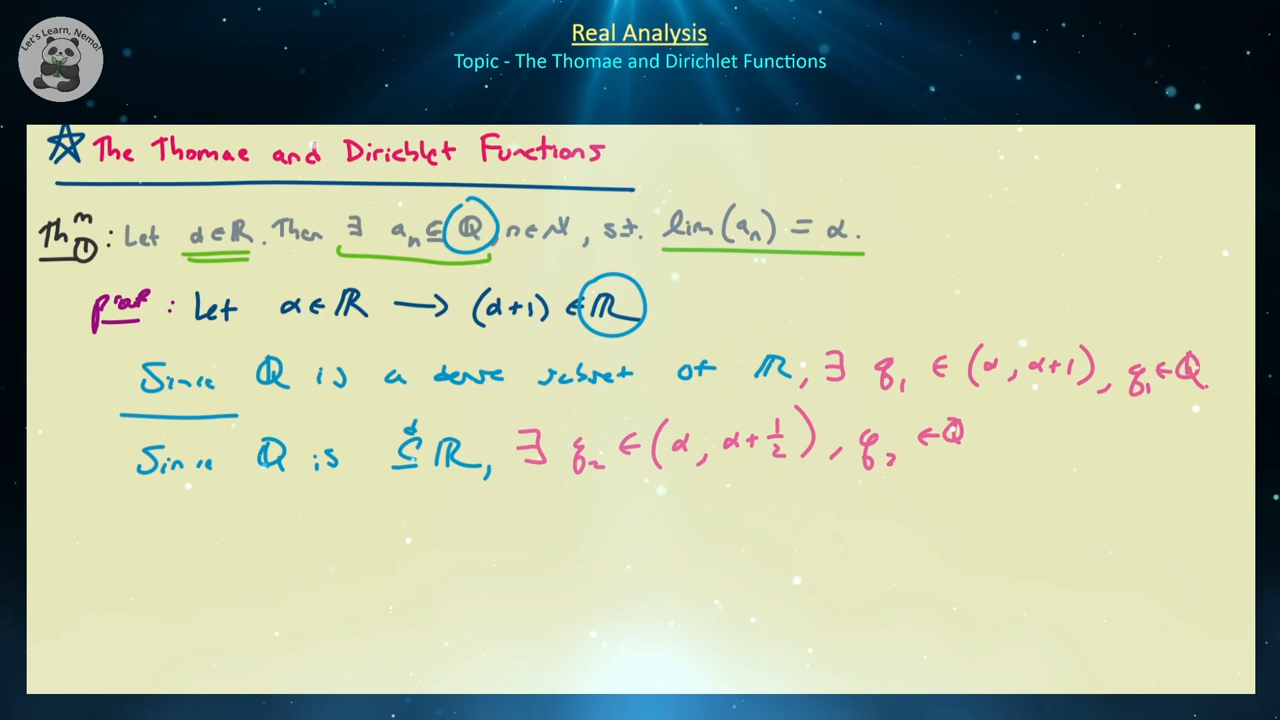 Let's Learn, Nemo!
Real Analysis
Topic - The Thomae and Dirichlet Functions
☆ The Thomae and Dirichlet Functions
Thm ①: Let α∈ℝ. Then ∃ aₙ⊆ℚ, n∈ℕ, s.t. lim(aₙ) = α.
proof: Let α∈ℝ → (α+1) ∈ℝ
Since ℚ is a dense subset of ℝ, ∃ q₁ ∈ (α, α+1), q₁∈ℚ.
Since ℚ is ⊆ᵈ ℝ, ∃ q₂ ∈ (α, α+½), q₂ ∈ℚ